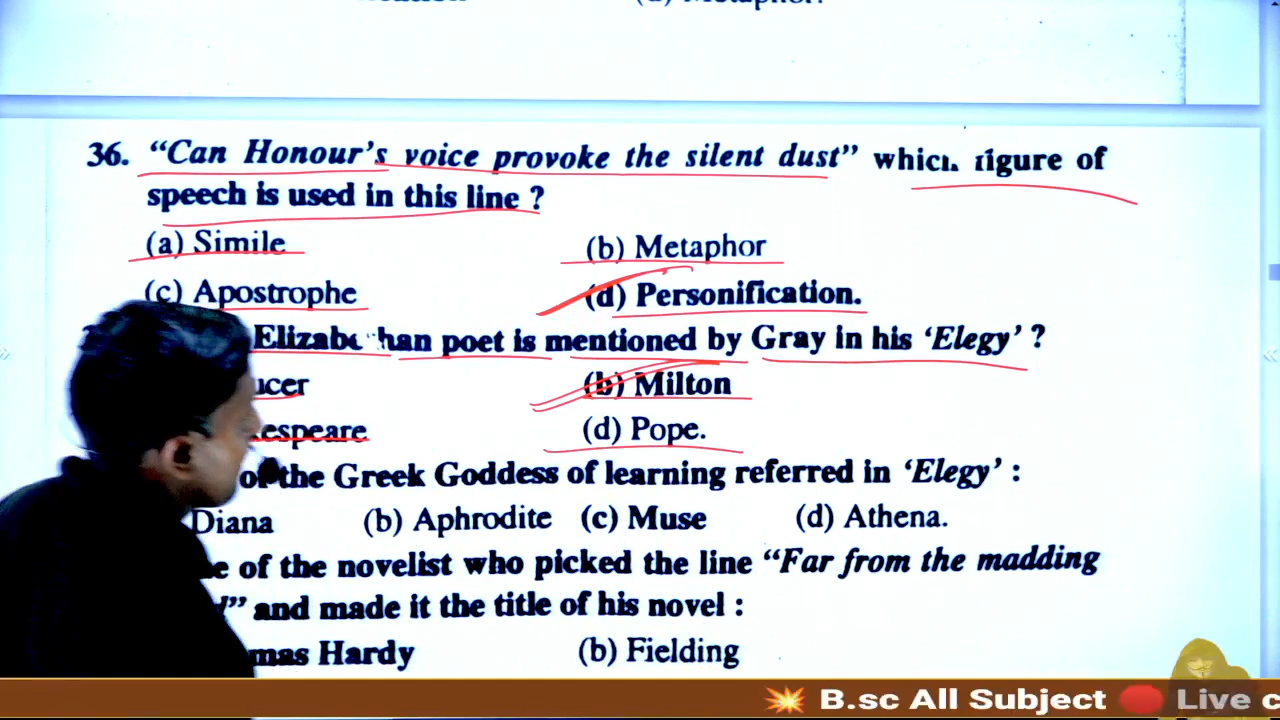 36. "Can Honour's voice provoke the silent dust" which figure of
speech is used in this line ?
(a) Simile (b) Metaphor
(c) Apostrophe (d) Personification.
Elizabe han poet is mentioned by Gray in his 'Elegy' ?
ucer (b) Milton
espeare (d) Pope.
of the Greek Goddess of learning referred in 'Elegy' :
Diana (b) Aphrodite (c) Muse (d) Athena.
e of the novelist who picked the line "Far from the madding
d" and made it the title of his novel :
mas Hardy (b) Fielding
💥 B.sc All Subject 🔴 Live c